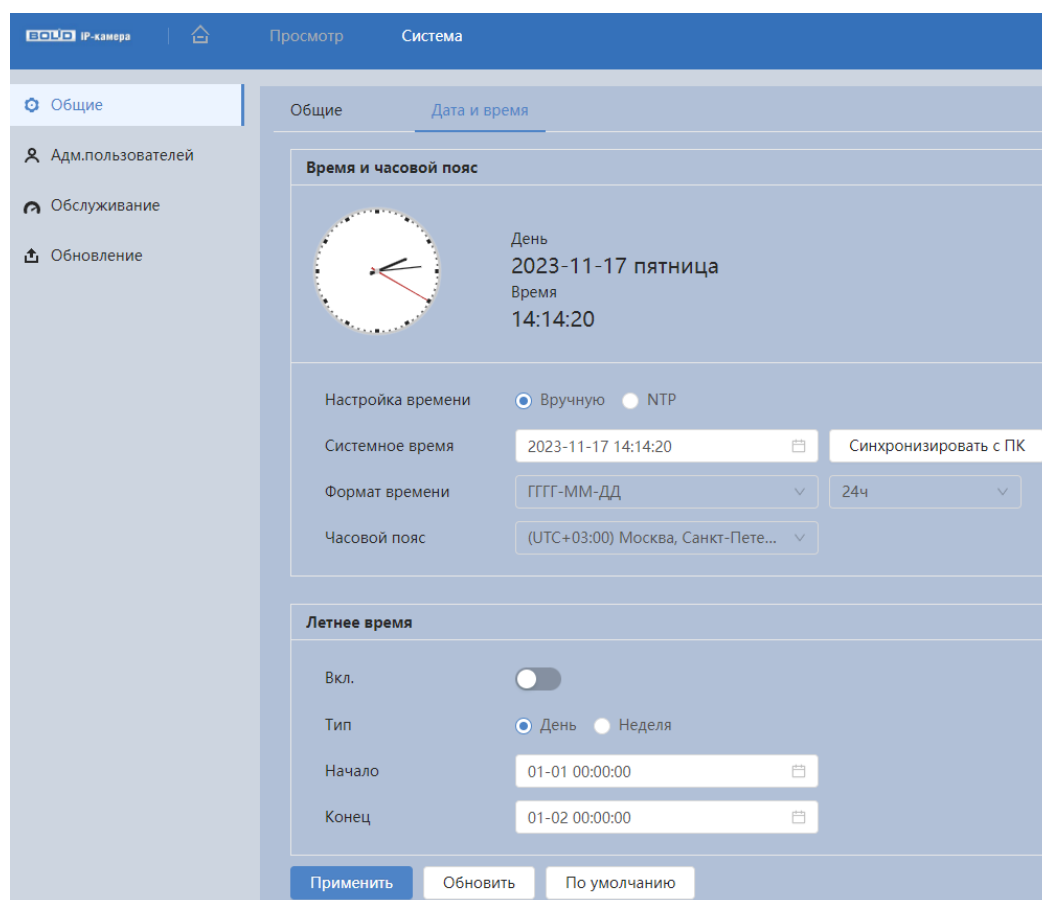 BOLID IP-камера Просмотр Система
Общие
Адм.пользователей
Обслуживание
Обновление
Общие Дата и время
Время и часовой пояс
День
2023-11-17 пятница
Время
14:14:20
Настройка времени Вручную NTP
Системное время 2023-11-17 14:14:20 Синхронизировать с ПК
Формат времени ГГГГ-ММ-ДД 24ч
Часовой пояс (UTC+03:00) Москва, Санкт-Пете...
Летнее время
Вкл.
Тип День Неделя
Начало 01-01 00:00:00
Конец 01-02 00:00:00
Применить Обновить По умолчанию